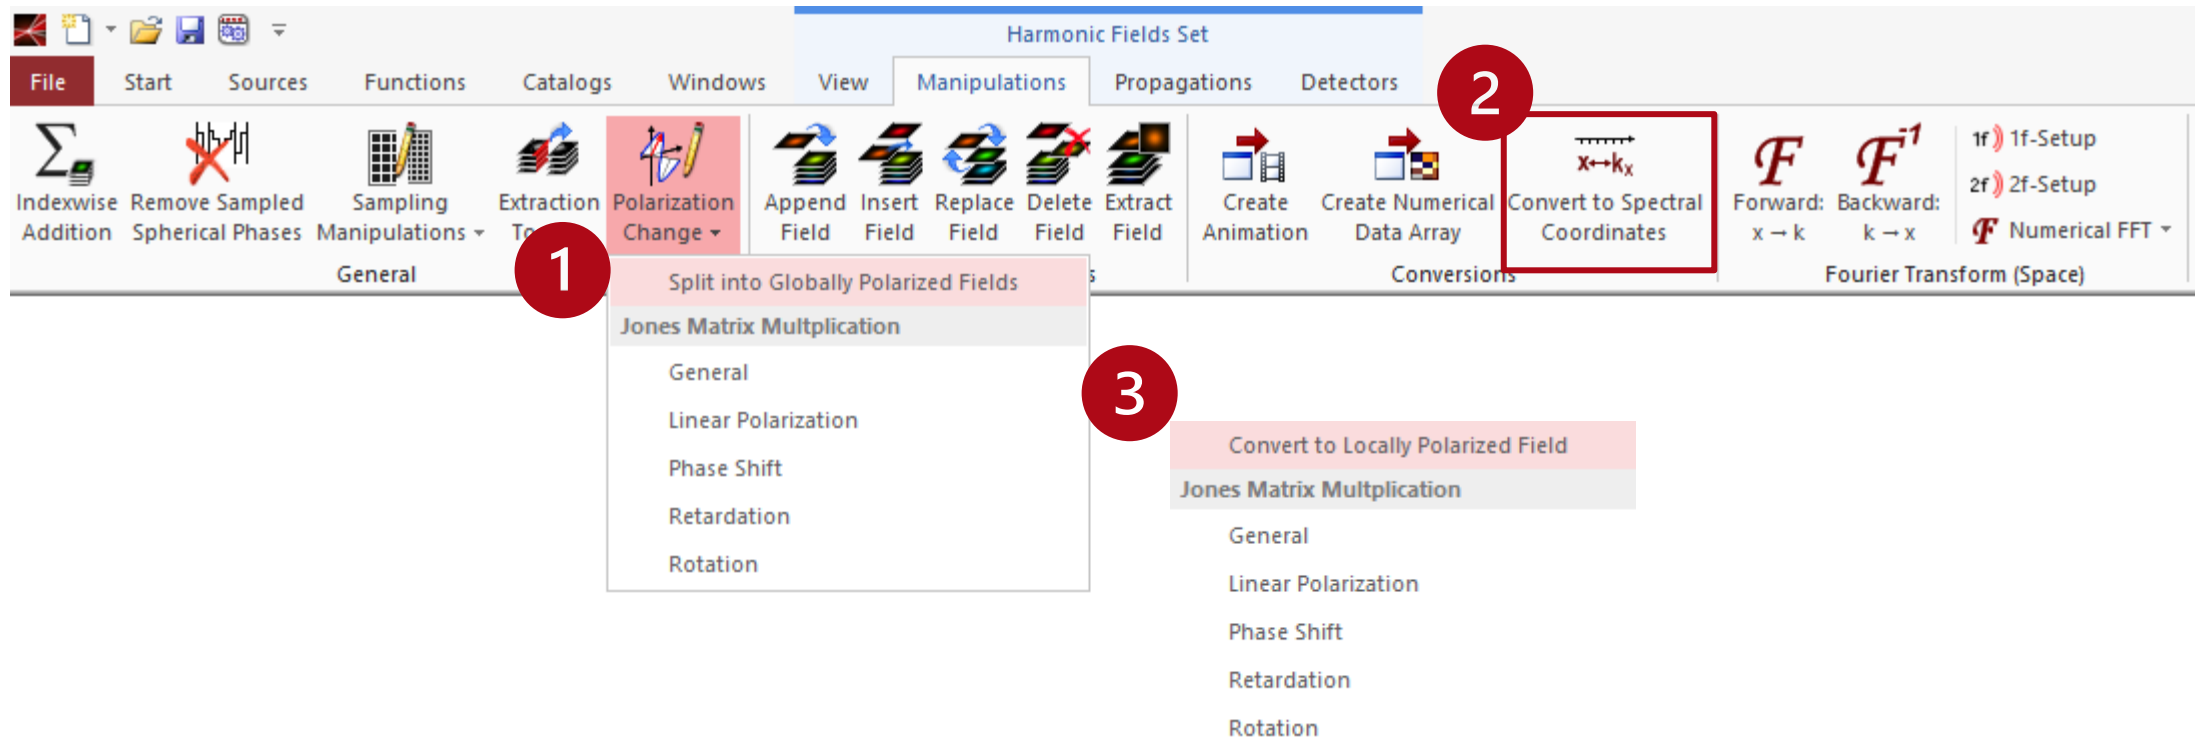 Harmonic Fields Set
File Start Sources Functions Catalogs Windows View Manipulations Propagations Detectors
2
Indexwise Addition
Remove Sampled Spherical Phases
Sampling Manipulations
Extraction
Polarization Change
Append Field
Insert Field
Replace Field
Delete Field
Extract Field
Create Animation
Create Numerical Data Array
x↔kx
Convert to Spectral Coordinates
F
Forward: x → k
F-1
Backward: k → x
1f 1f-Setup
2f 2f-Setup
F Numerical FFT
General
Conversions
Fourier Transform (Space)
1
Split into Globally Polarized Fields
Jones Matrix Multplication
General
Linear Polarization
Phase Shift
Retardation
Rotation
3
Convert to Locally Polarized Field
Jones Matrix Multplication
General
Linear Polarization
Phase Shift
Retardation
Rotation